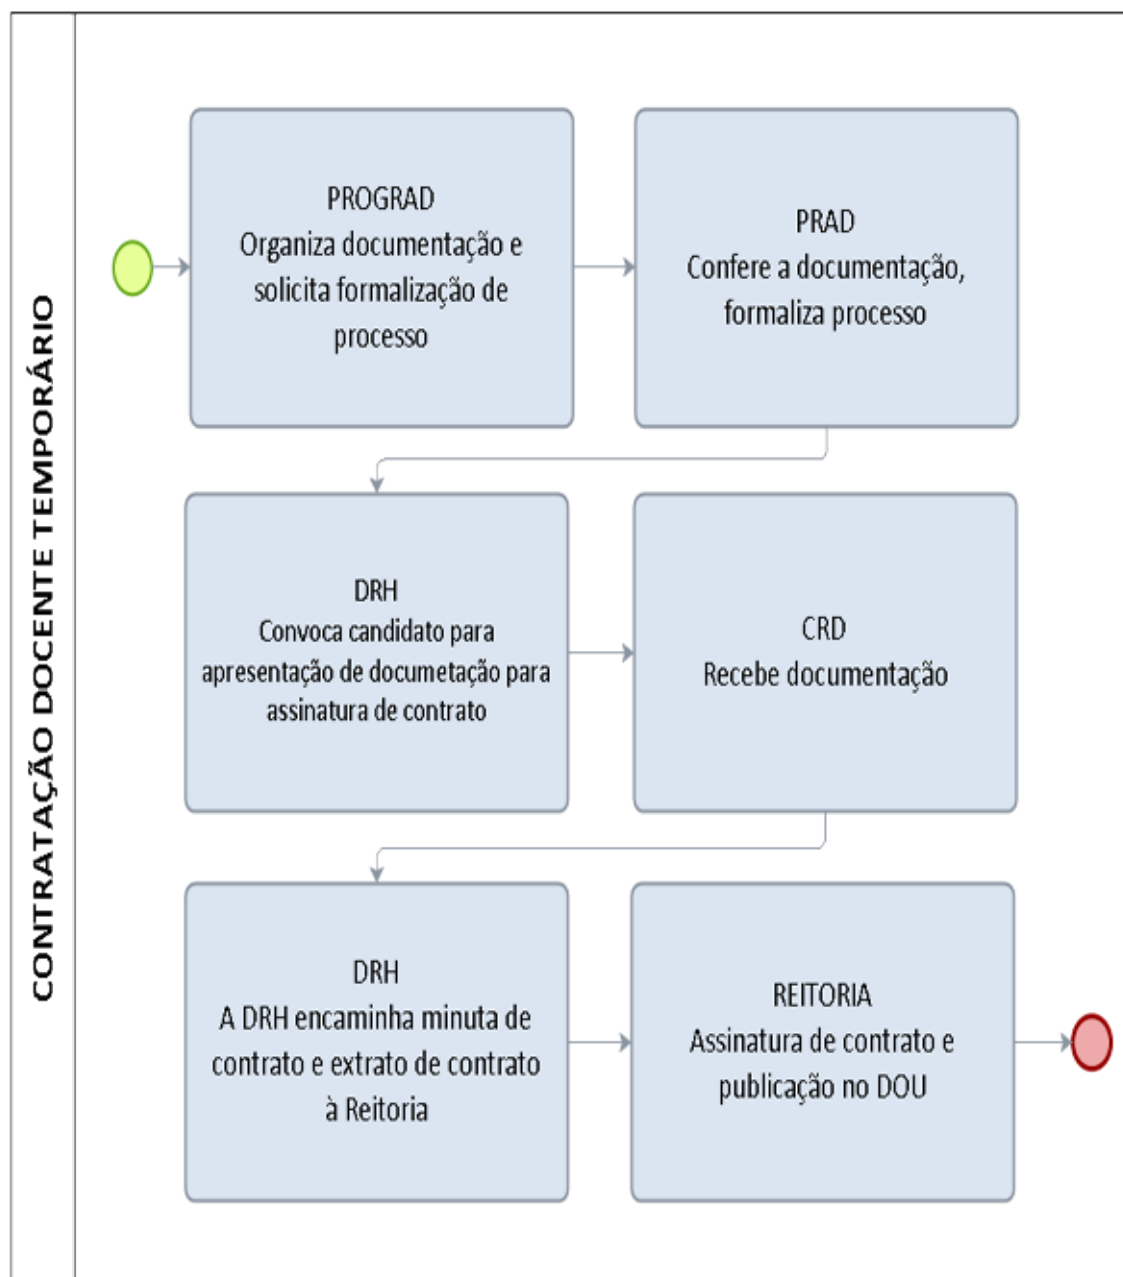 CONTRATAÇÃO DOCENTE TEMPORÁRIO
PROGRAD
Organiza documentação e
solicita formalização de
processo
PRAD
Confere a documentação,
formaliza processo
DRH
Convoca candidato para
apresentação de documetação para
assinatura de contrato
CRD
Recebe documentação
DRH
A DRH encaminha minuta de
contrato e extrato de contrato
à Reitoria
REITORIA
Assinatura de contrato e
publicação no DOU